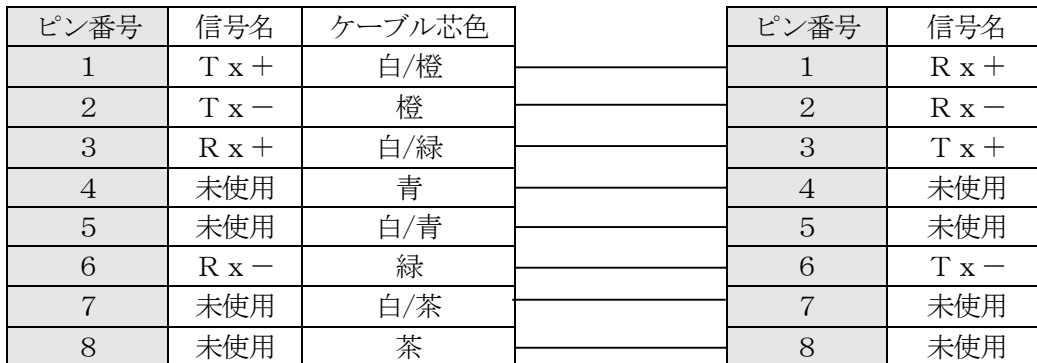 ピン番号 信号名 ケーブル芯色 ピン番号 信号名
1 Tx+ 白/橙 1 Rx+
2 Tx- 橙 2 Rx-
3 Rx+ 白/緑 3 Tx+
4 未使用 青 4 未使用
5 未使用 白/青 5 未使用
6 Rx- 緑 6 Tx-
7 未使用 白/茶 7 未使用
8 未使用 茶 8 未使用